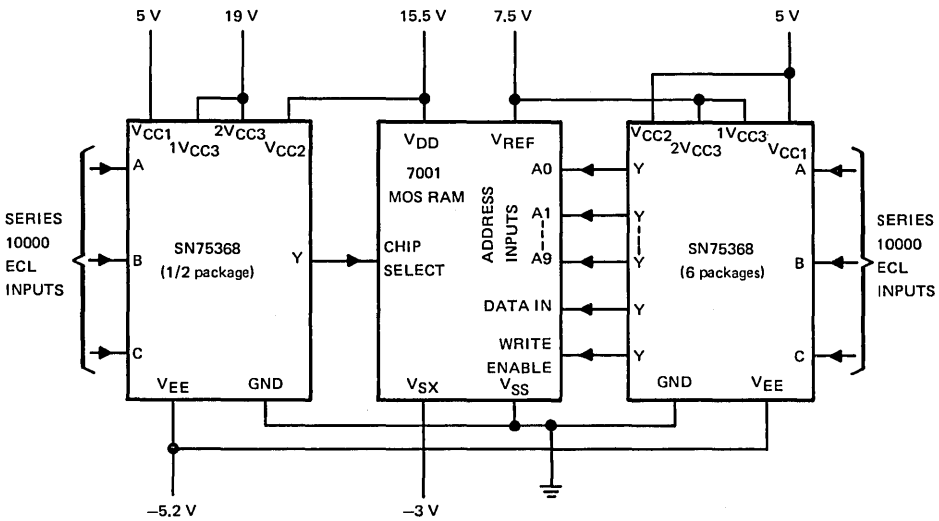 5 V
19 V
15.5 V
7.5 V
5 V
VCC1
1VCC3
2VCC3
VCC2
VDD
VREF
VCC2
2VCC3
1VCC3
VCC1
A
B
C
SERIES
10000
ECL
INPUTS
SN75368
(1/2 package)
Y
VEE
GND
7001
MOS RAM
CHIP
SELECT
ADDRESS
INPUTS
A0
A1
A9
DATA IN
WRITE
ENABLE
VSX
VSS
Y
Y
Y
Y
Y
SN75368
(6 packages)
A
B
C
GND
VEE
SERIES
10000
ECL
INPUTS
–5.2 V
–3 V